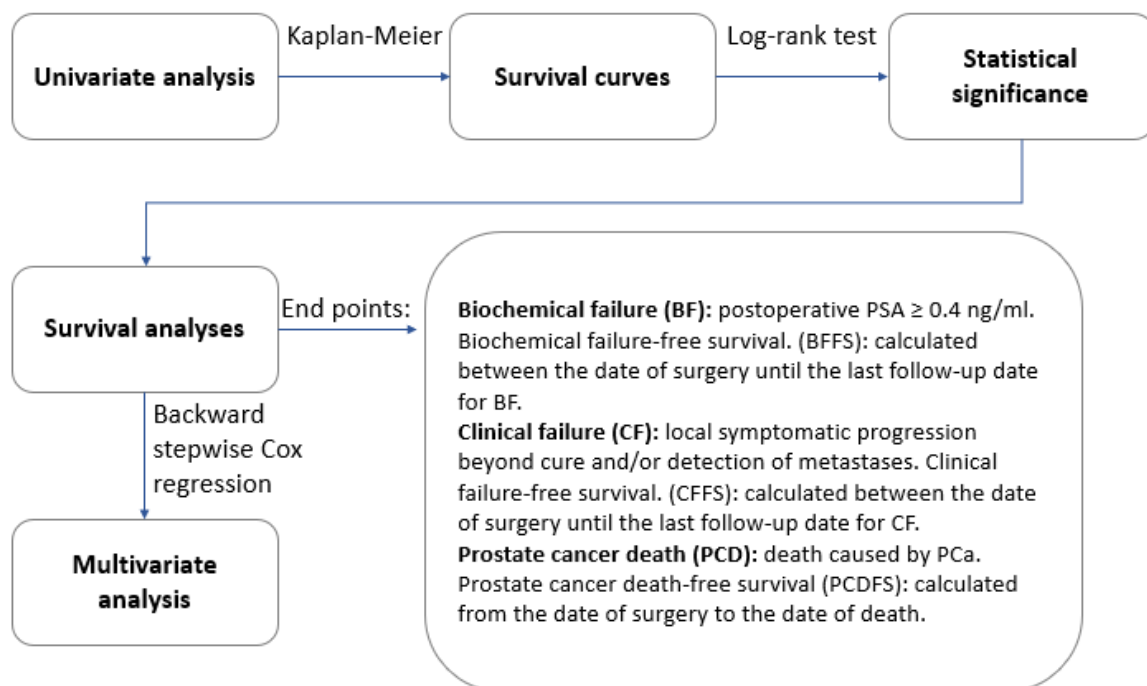 Kaplan-Meier
Log-rank test
Univariate analysis
Survival curves
Statistical
significance
Survival analyses
End points:
Biochemical failure (BF): postoperative PSA ≥ 0.4 ng/ml.
Biochemical failure-free survival. (BFFS): calculated
between the date of surgery until the last follow-up date
for BF.
Clinical failure (CF): local symptomatic progression
beyond cure and/or detection of metastases. Clinical
failure-free survival. (CFFS): calculated between the date
of surgery until the last follow-up date for CF.
Prostate cancer death (PCD): death caused by PCa.
Prostate cancer death-free survival (PCDFS): calculated
from the date of surgery to the date of death.
Backward
stepwise Cox
regression
Multivariate
analysis